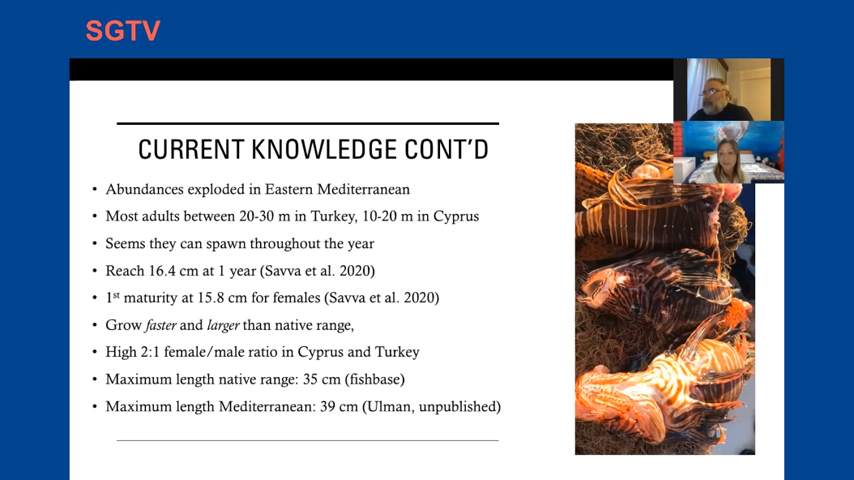 SGTV
CURRENT KNOWLEDGE CONT'D
• Abundances exploded in Eastern Mediterranean
• Most adults between 20-30 m in Turkey, 10-20 m in Cyprus
• Seems they can spawn throughout the year
• Reach 16.4 cm at 1 year (Savva et al. 2020)
• 1st maturity at 15.8 cm for females (Savva et al. 2020)
• Grow faster and larger than native range,
• High 2:1 female/male ratio in Cyprus and Turkey
• Maximum length native range: 35 cm (fishbase)
• Maximum length Mediterranean: 39 cm (Ulman, unpublished)